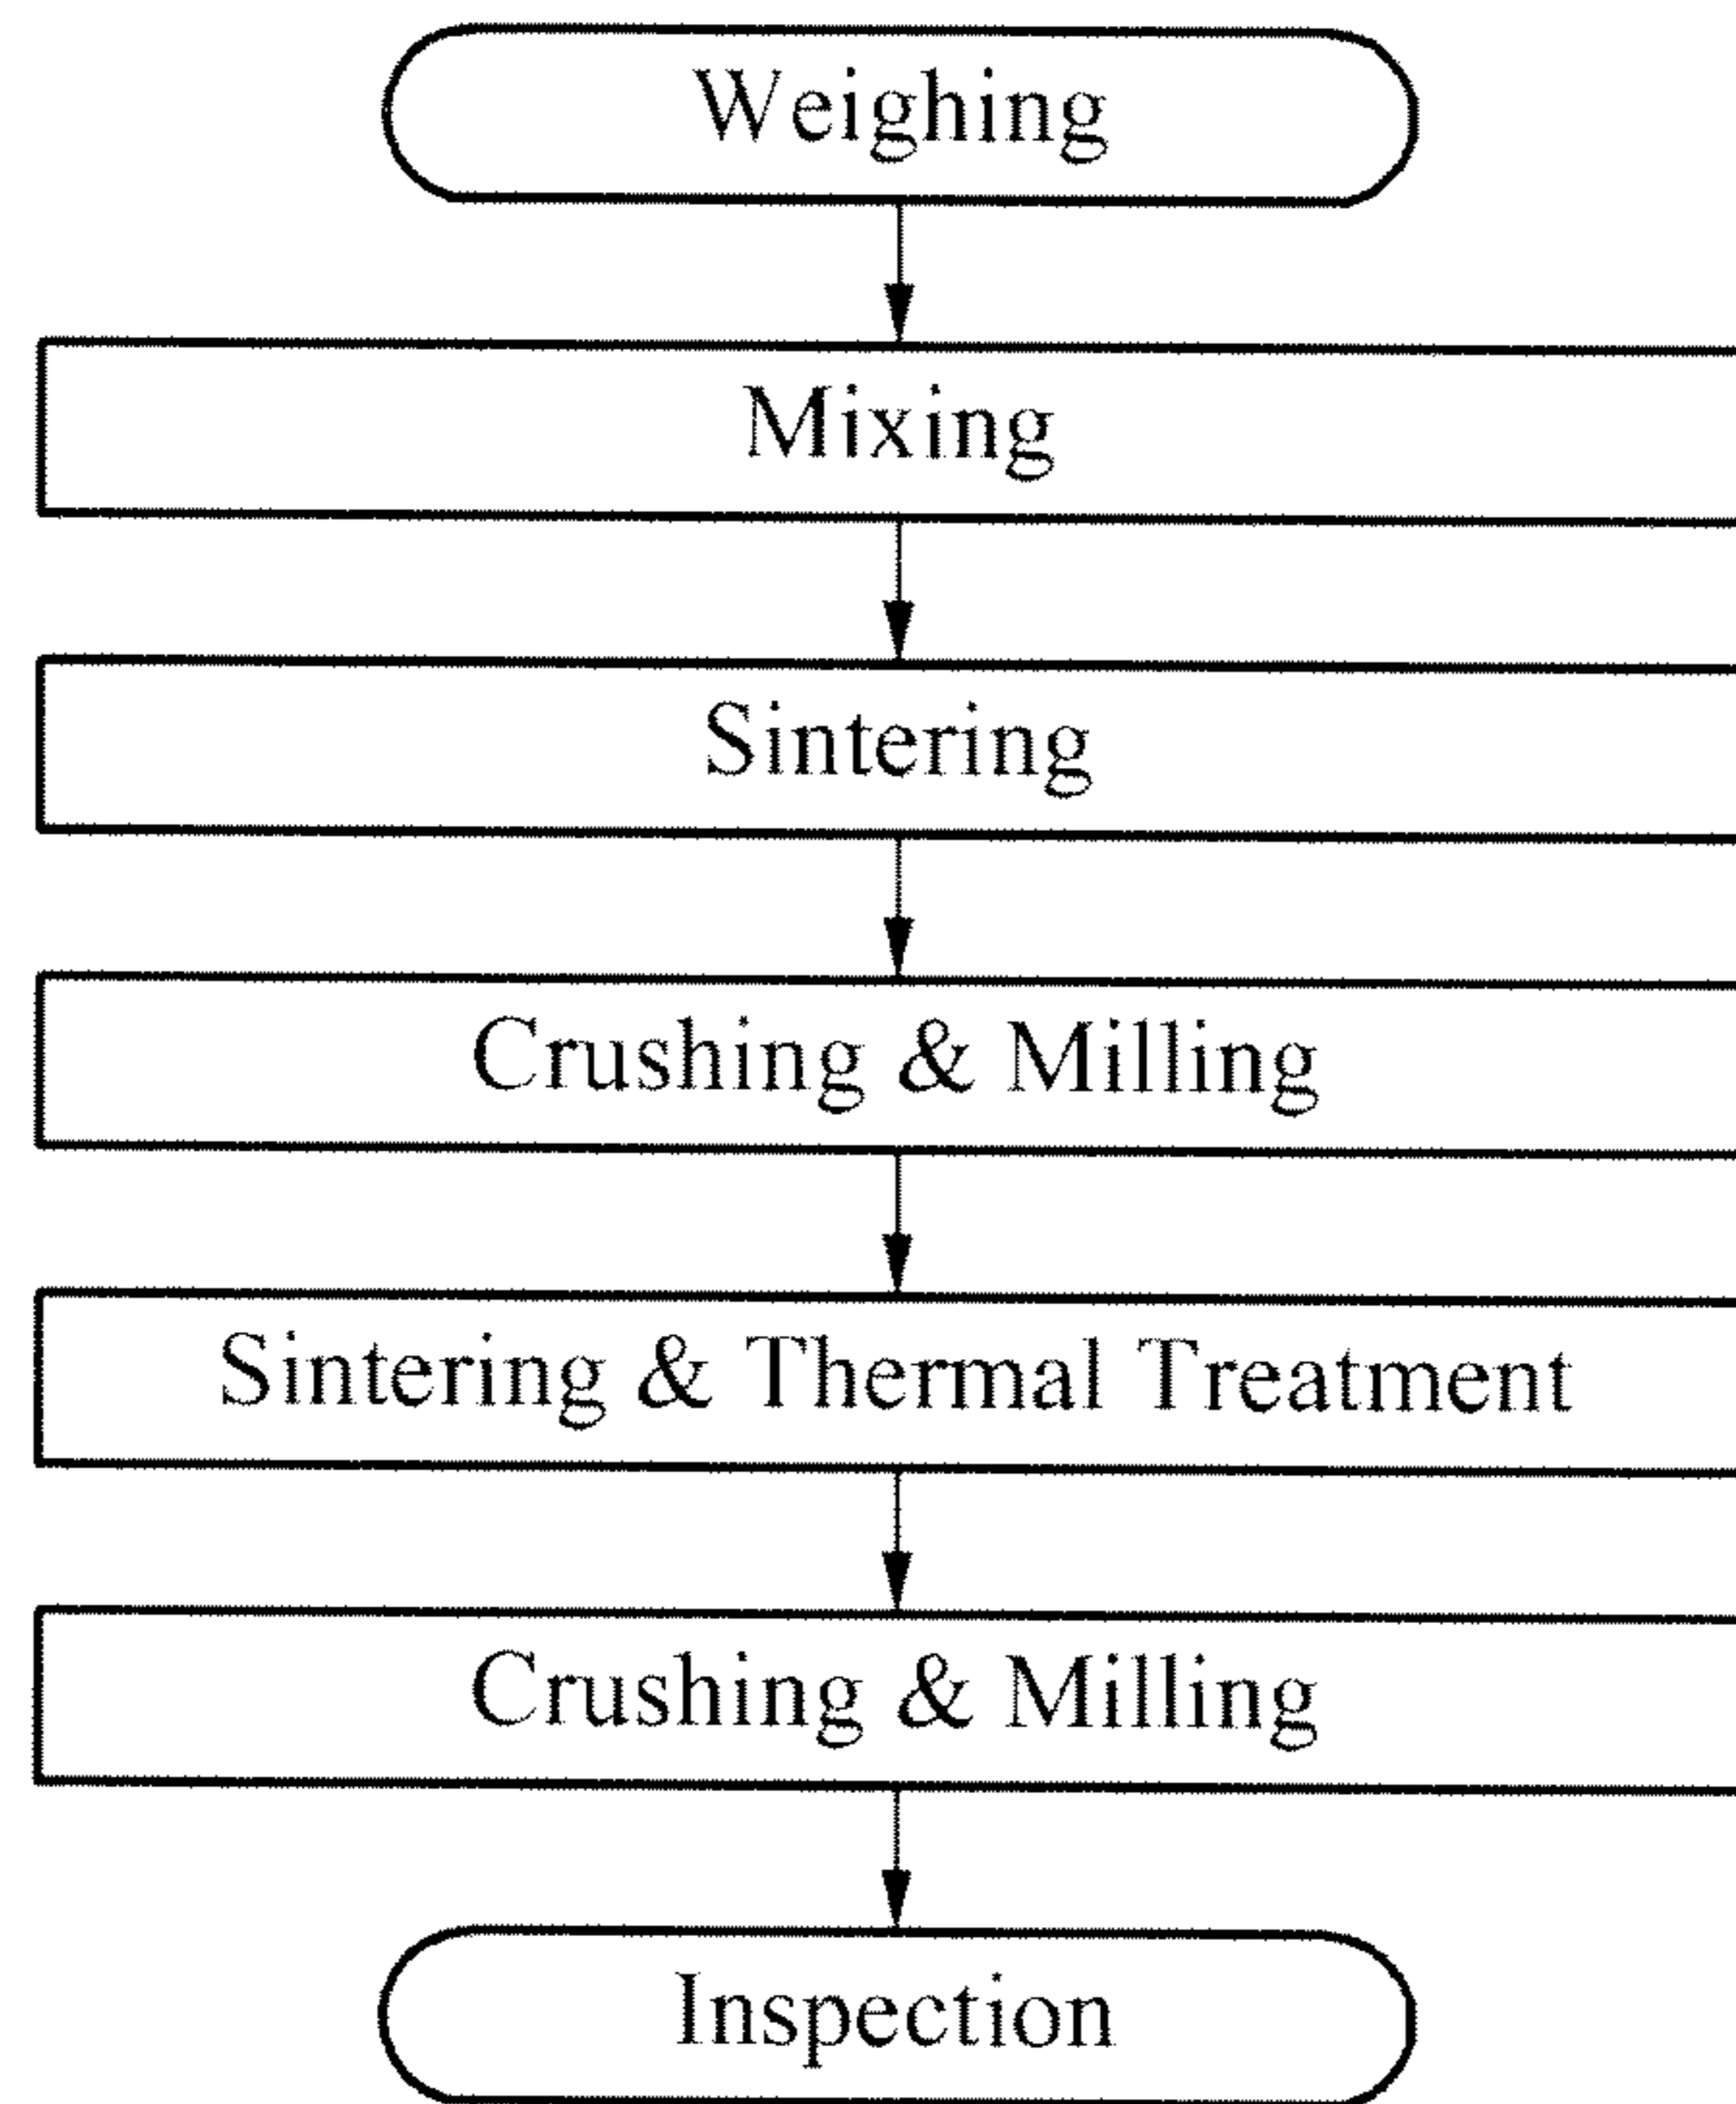 Weighing
Mixing
Sintering
Crushing & Milling
Sintering & Thermal Treatment
Crushing & Milling
Inspection